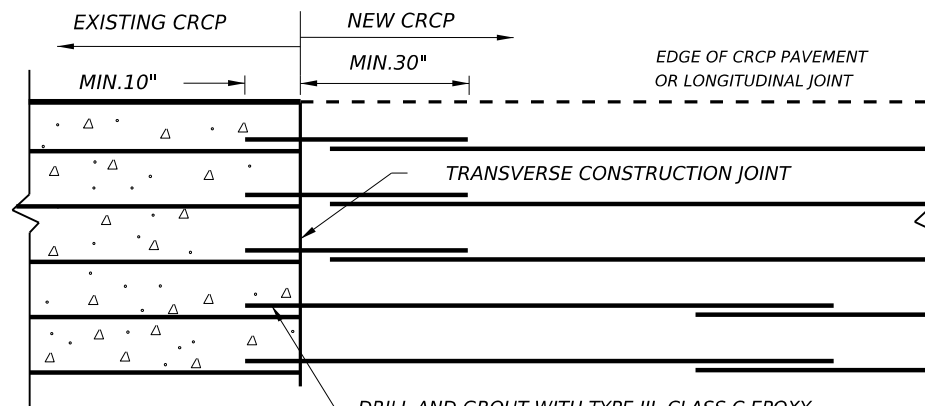 EXISTING CRCP
NEW CRCP
MIN.10"
MIN.30"
EDGE OF CRCP PAVEMENT
OR LONGITUDINAL JOINT
TRANSVERSE CONSTRUCTION JOINT
DRILL AND GROUT WITH TYPE III, CLASS C EPOXY